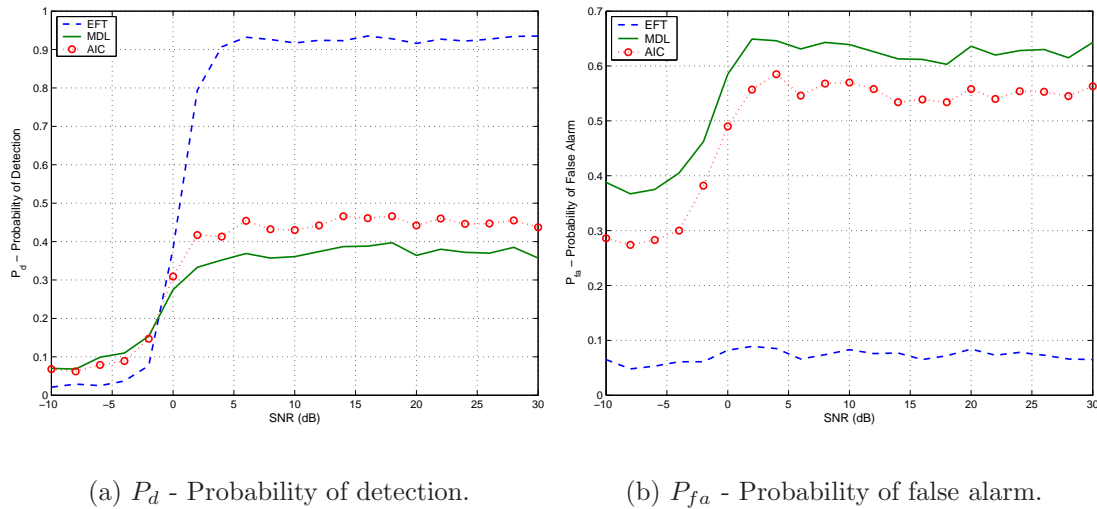 1
0.9
0.8
0.7
0.6
0.5
0.4
0.3
0.2
0.1
0
P_d − Probability of Detection
EFT
MDL
AIC
−10 −5 0 5 10 15 20 25 30
SNR (dB)
0.7
0.6
0.5
0.4
0.3
0.2
0.1
0
P_fa − Probability of False Alarm
EFT
MDL
AIC
−10 −5 0 5 10 15 20 25 30
SNR (dB)
(a) P_d - Probability of detection.
(b) P_fa - Probability of false alarm.